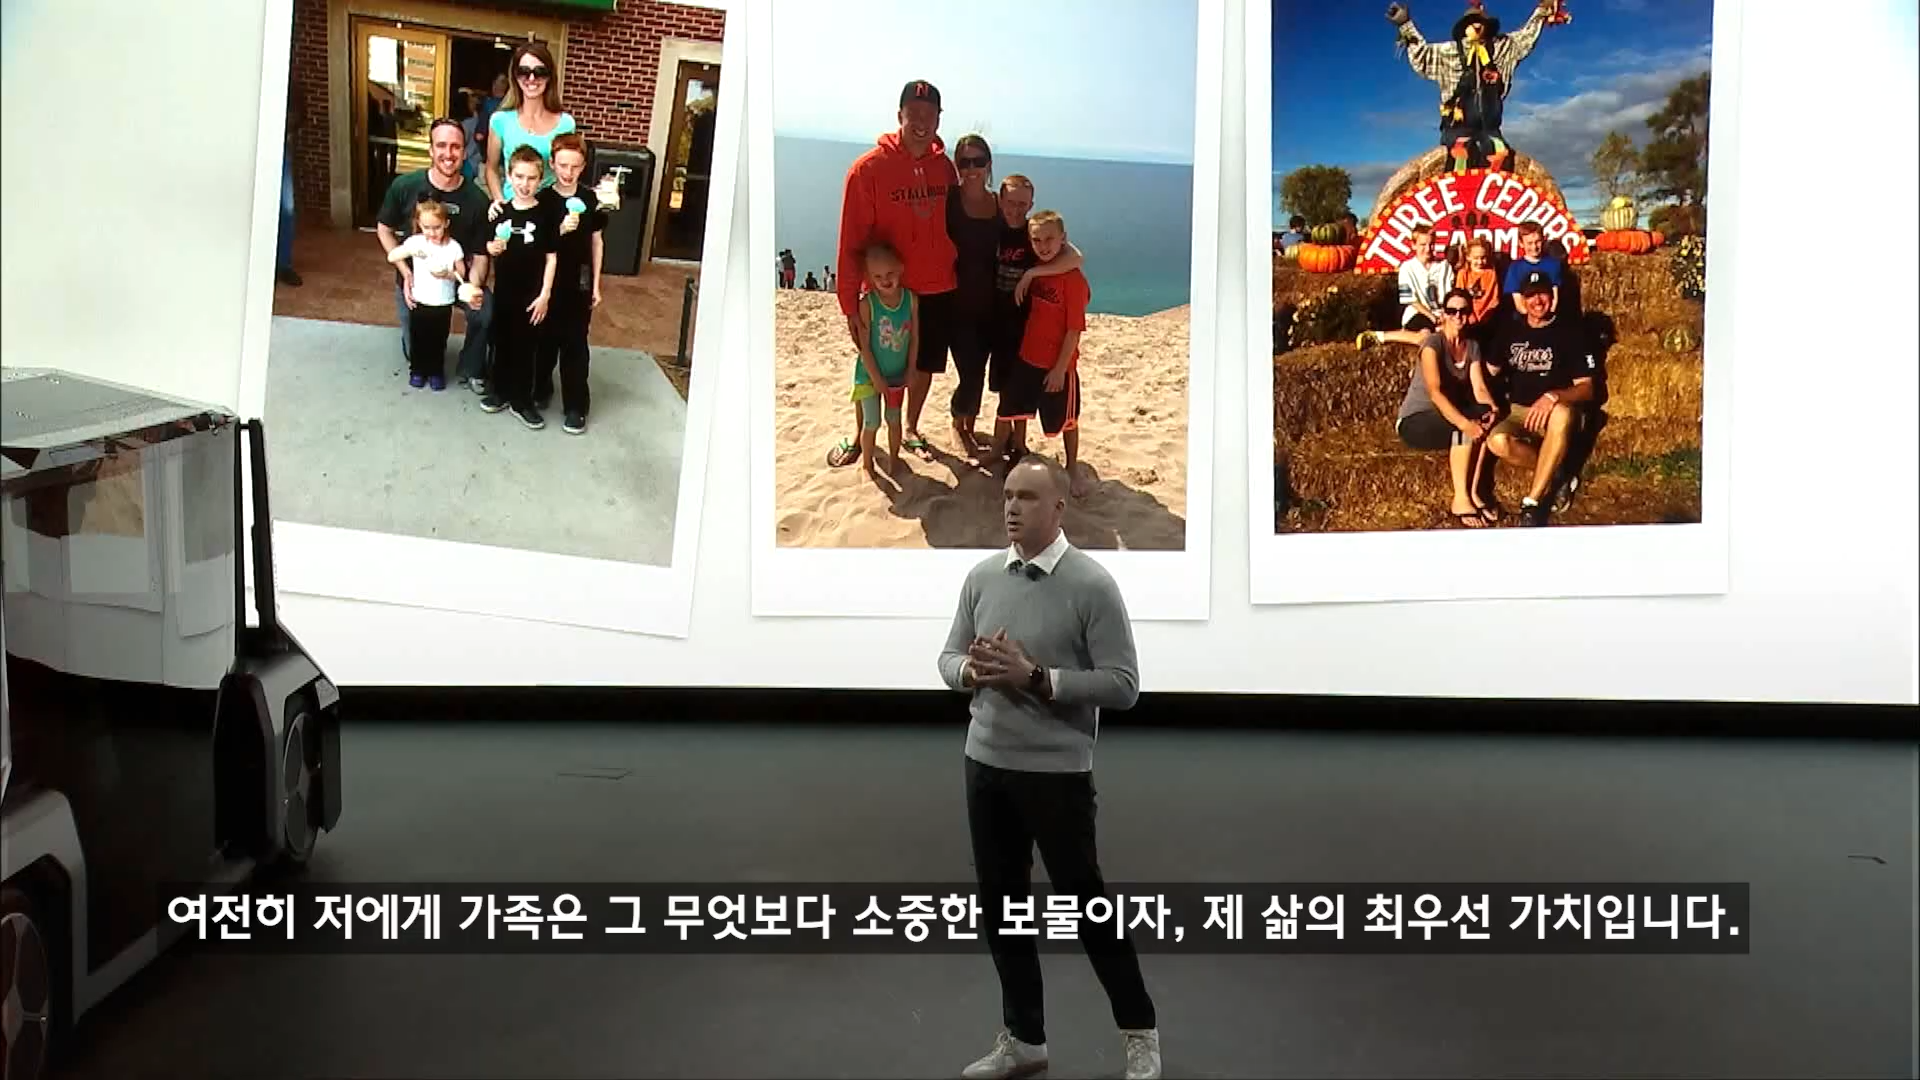 THREE CEDARS
FARM
여전히 저에게 가족은 그 무엇보다 소중한 보물이자, 제 삶의 최우선 가치입니다.